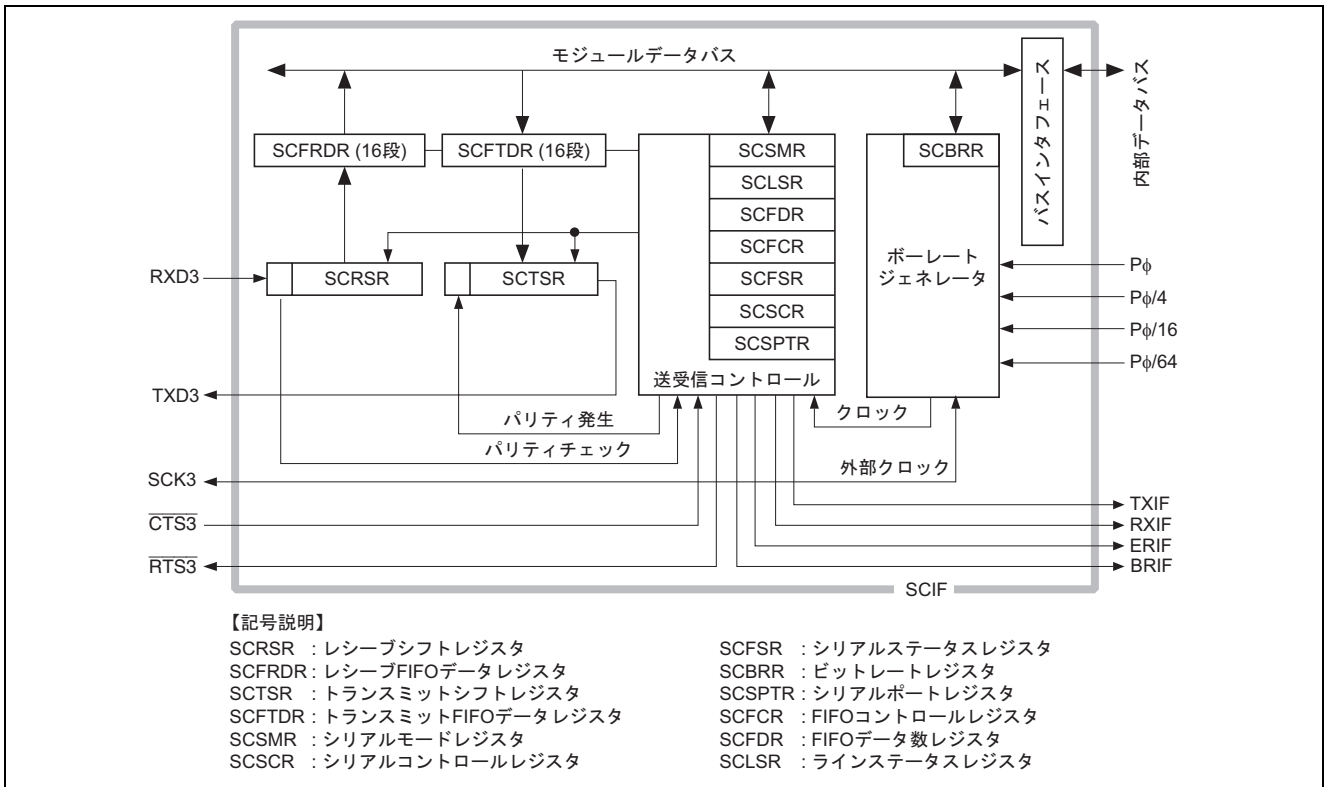 モジュールデータバス
バスインタフェース
内部データバス
SCFRDR (16段)
SCFTDR (16段)
SCSMR
SCBRR
SCLSR
SCFDR
SCFCR
SCFSR
SCSCR
SCSPTR
送受信コントロール
ボーレート
ジェネレータ
RXD3
SCRSR
SCTSR
Pφ
Pφ/4
Pφ/16
Pφ/64
TXD3
パリティ発生
パリティチェック
クロック
外部クロック
SCK3
CTS3
RTS3
TXIF
RXIF
ERIF
BRIF
SCIF
【記号説明】
SCRSR : レシーブシフトレジスタ
SCFRDR : レシーブFIFOデータレジスタ
SCTSR : トランスミットシフトレジスタ
SCFTDR : トランスミットFIFOデータレジスタ
SCSMR : シリアルモードレジスタ
SCSCR : シリアルコントロールレジスタ
SCFSR : シリアルステータスレジスタ
SCBRR : ビットレートレジスタ
SCSPTR : シリアルポートレジスタ
SCFCR : FIFOコントロールレジスタ
SCFDR : FIFOデータ数レジスタ
SCLSR : ラインステータスレジスタ